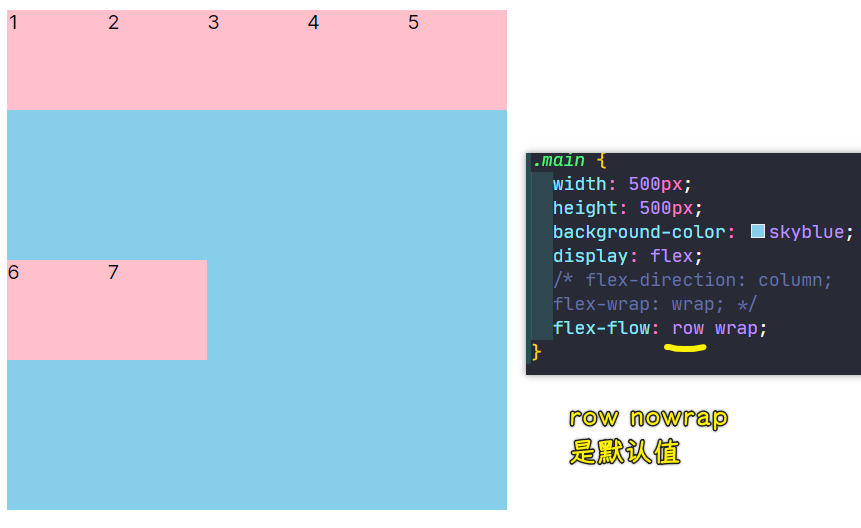 1 2 3 4 5
6 7
.main {
width: 500px;
height: 500px;
background-color: skyblue;
display: flex;
/* flex-direction: column;
flex-wrap: wrap; */
flex-flow: row wrap;
}
row nowrap
是默认值